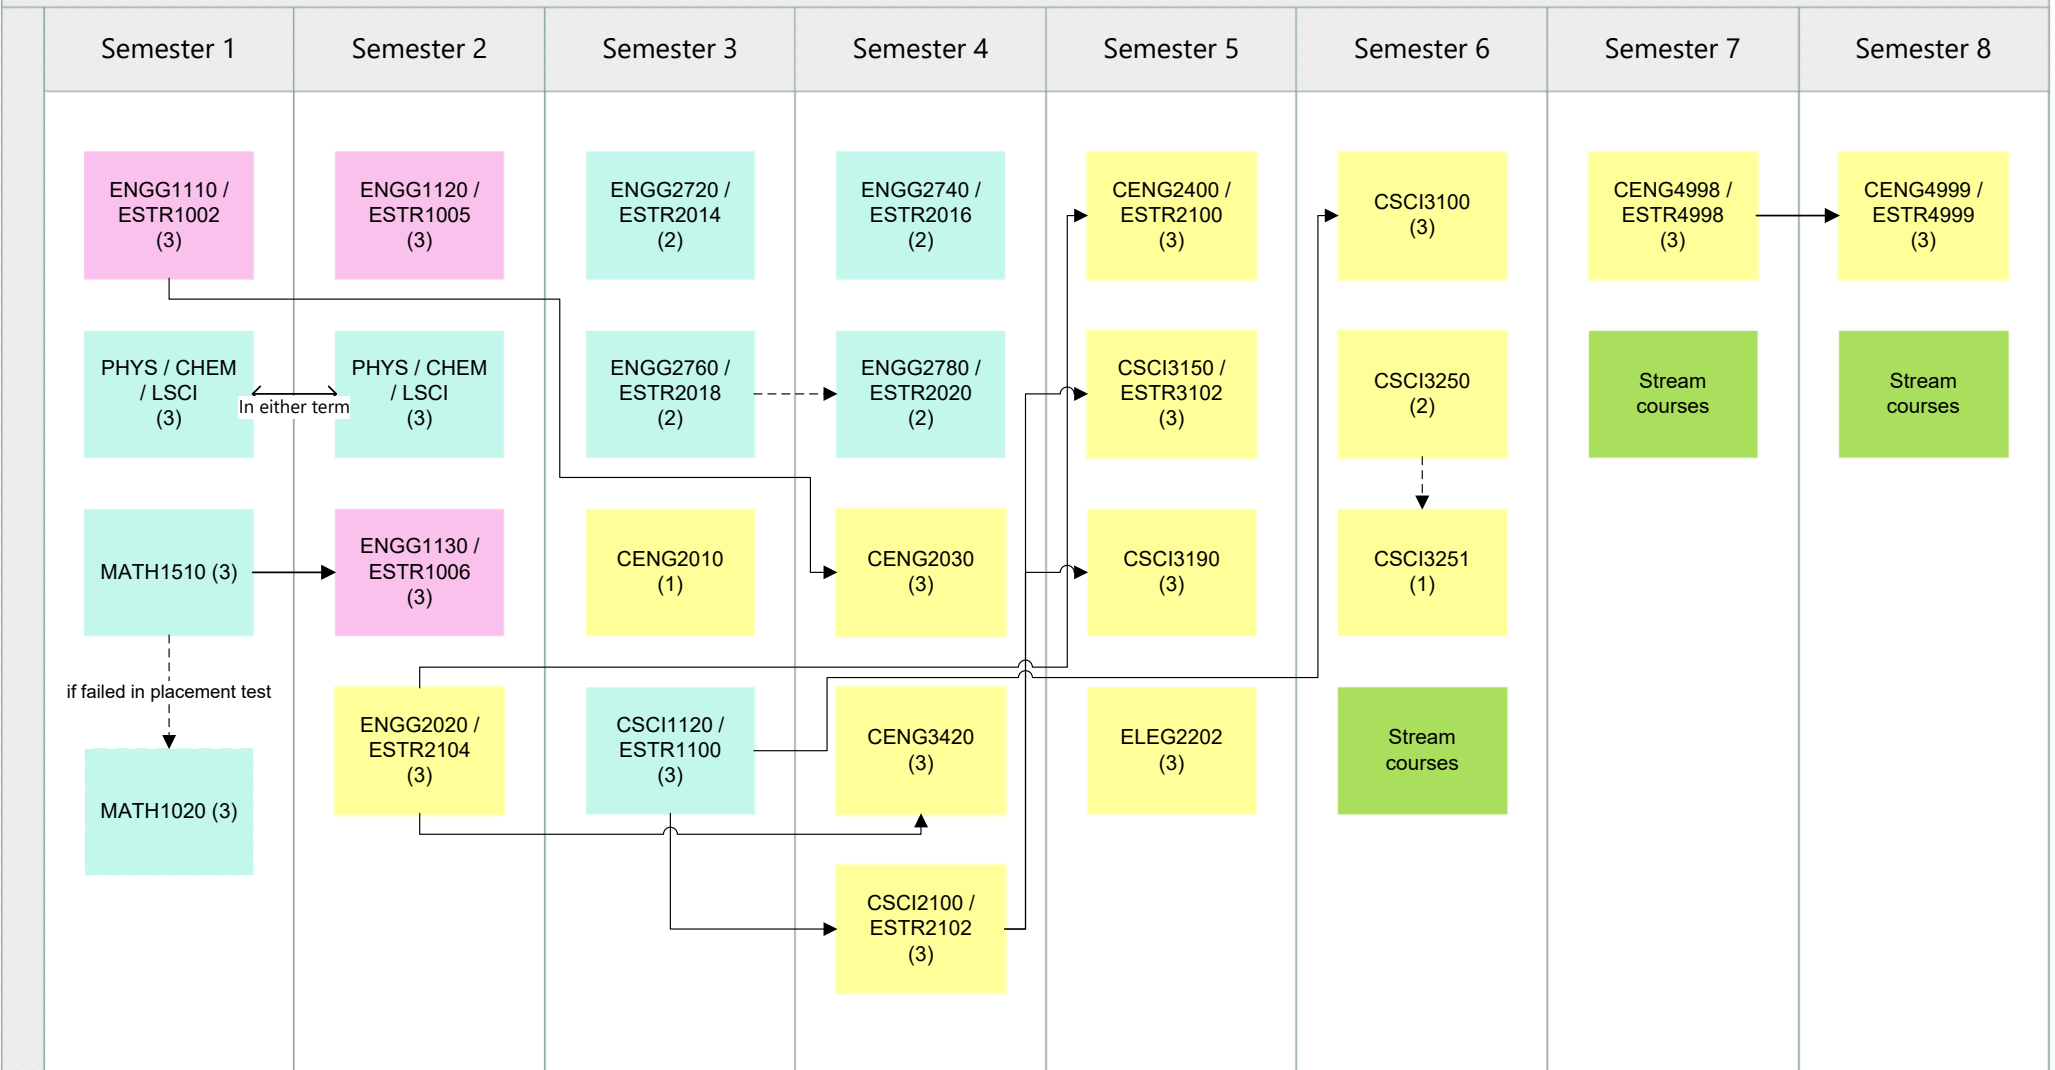 Semester 1
Semester 2
Semester 3
Semester 4
Semester 5
Semester 6
Semester 7
Semester 8
ENGG1110 /
ESTR1002
(3)
ENGG1120 /
ESTR1005
(3)
ENGG2720 /
ESTR2014
(2)
ENGG2740 /
ESTR2016
(2)
CENG2400 /
ESTR2100
(3)
CSCI3100
(3)
CENG4998 /
ESTR4998
(3)
CENG4999 /
ESTR4999
(3)
PHYS / CHEM
/ LSCI
(3)
In either term
PHYS / CHEM
/ LSCI
(3)
ENGG2760 /
ESTR2018
(2)
ENGG2780 /
ESTR2020
(2)
CSCI3150 /
ESTR3102
(3)
CSCI3250
(2)
Stream
courses
Stream
courses
MATH1510 (3)
ENGG1130 /
ESTR1006
(3)
CENG2010
(1)
CENG2030
(3)
CSCI3190
(3)
CSCI3251
(1)
if failed in placement test
ENGG2020 /
ESTR2104
(3)
CSCI1120 /
ESTR1100
(3)
CENG3420
(3)
ELEG2202
(3)
Stream
courses
MATH1020 (3)
CSCI2100 /
ESTR2102
(3)